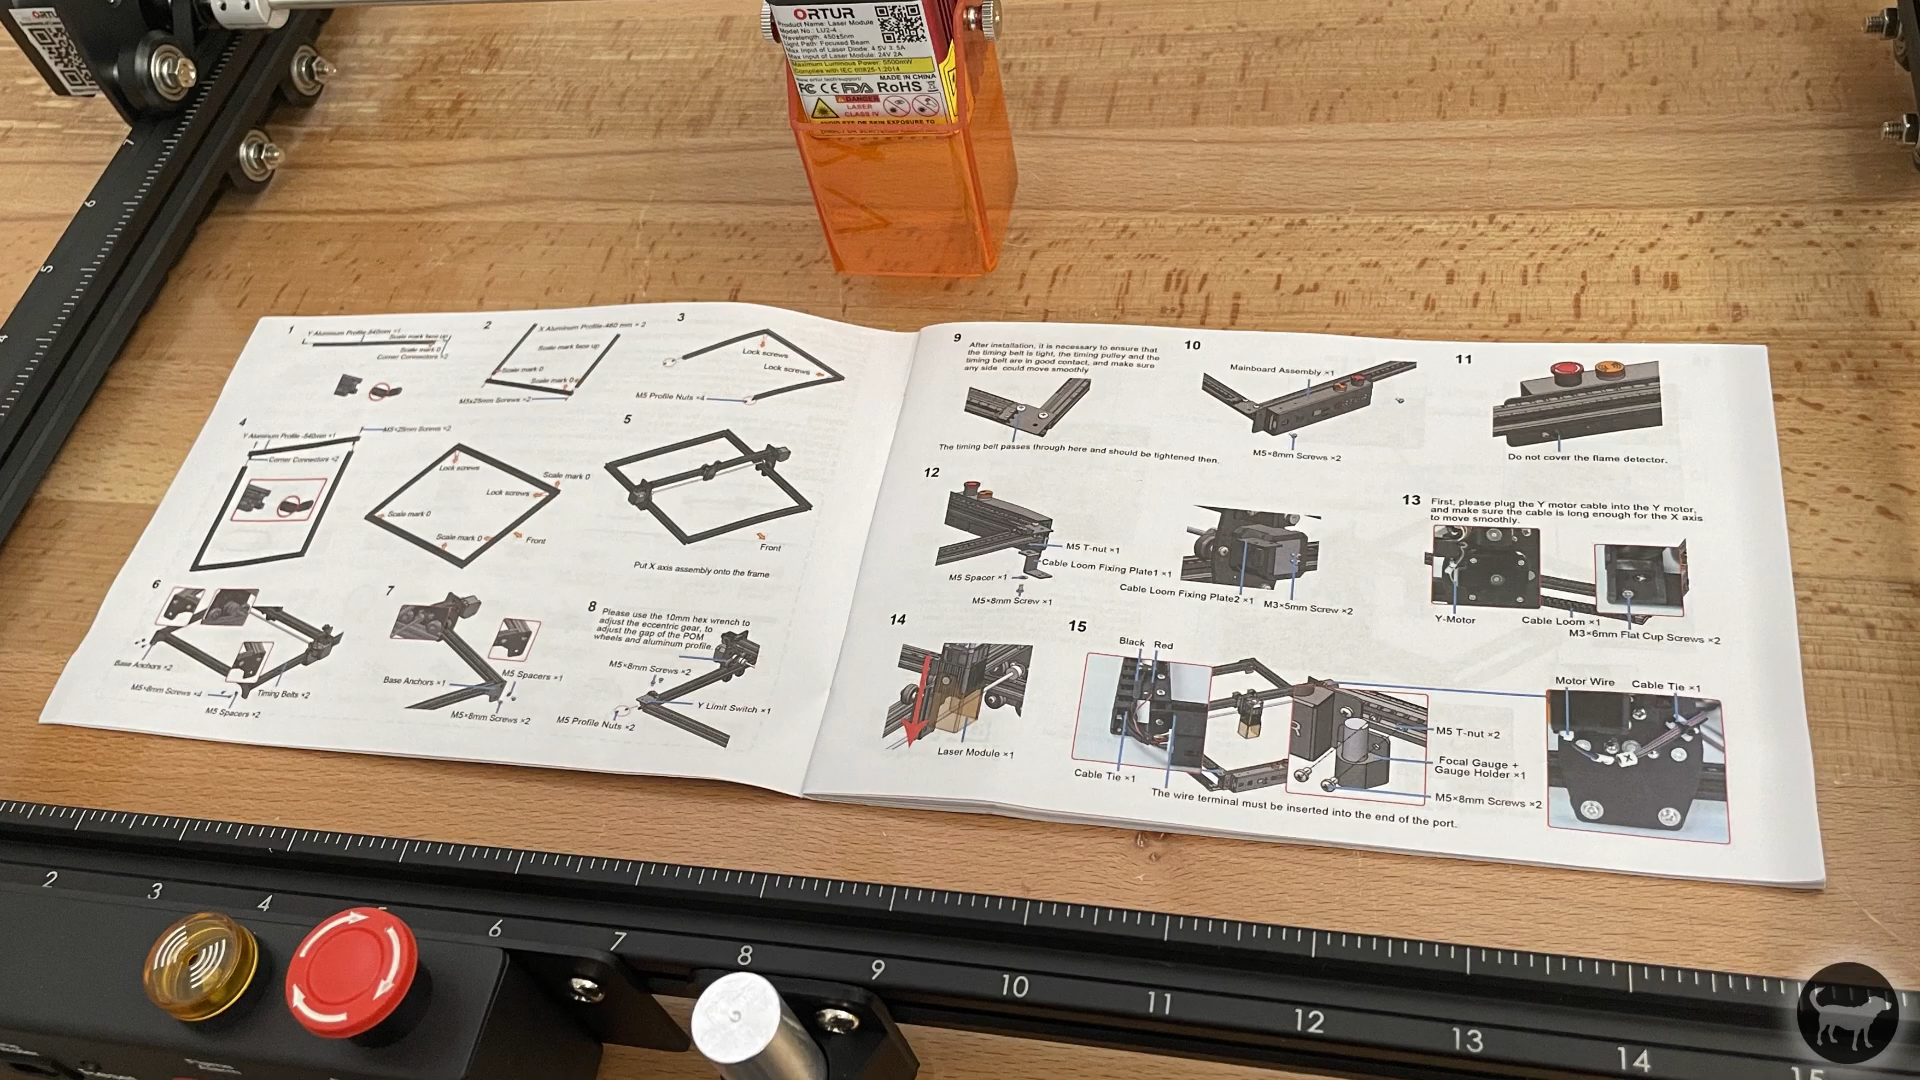 ORTUR
Product Name: Laser Module
Model No.: LU2-4
Wavelength: 450±5nm
Light Path: Focused Beam
Max Input of Laser Diode: 4.5V 3.5A
Max Input of Laser Module: 24V 2A
Maximum Luminous Power: 5500mW
Complies with IEC 60825-1:2014
MADE IN CHINA
FC CE FDA RoHS
DANGER
LASER
CLASS IV
AVOID EYE OR SKIN EXPOSURE TO
7
6
5
4
1
Y Aluminum Profile-540mm ×1
Scale mark face up
Scale mark 0
Corner Connectors ×2
2
X Aluminum Profile-460 mm × 2
Scale mark face up
Scale mark 0
Scale mark 0
M5x25mm Screws ×2
3
Lock screws
Lock screws
M5 Profile Nuts ×4
4
Y Aluminum Profile -540mm ×1
M5×25mm Screws ×2
Corner Connectors ×2
Lock screws
Scale mark 0
Lock screws
Scale mark 0
Scale mark 0
Front
5
Front
Put X axis assembly onto the frame
6
Base Anchors ×2
M5×8mm Screws ×4
Timing Belts ×2
M5 Spacers ×2
7
M5 Spacers ×1
Base Anchors ×1
M5×8mm Screws ×2
8
Please use the 10mm hex wrench to
adjust the eccentric gear, to
adjust the gap of the POM
wheels and aluminum profile.
M5×8mm Screws ×2
Y Limit Switch ×1
M5 Profile Nuts ×2
9
After installation, it is necessary to ensure that
the timing belt is tight, the timing pulley and the
timing belt are in good contact, and make sure
any side could move smoothly
The timing belt passes through here and should be tightened then.
10
Mainboard Assembly ×1
M5×8mm Screws ×2
11
Do not cover the flame detector.
12
M5 T-nut ×1
Cable Loom Fixing Plate1 ×1
M5 Spacer ×1
M5×8mm Screw ×1
Cable Loom Fixing Plate2 ×1
M3×5mm Screw ×2
13
First, please plug the Y motor cable into the Y motor,
and make sure the cable is long enough for the X axis
to move smoothly.
Y-Motor
Cable Loom ×1
M3×6mm Flat Cup Screws ×2
14
Laser Module ×1
15
Black Red
Cable Tie ×1
The wire terminal must be inserted into the end of the port.
M5 T-nut ×2
Focal Gauge +
Gauge Holder ×1
M5×8mm Screws ×2
Motor Wire
Cable Tie ×1
X
2 3 4 5 6 7 8 9 10 11 12 13 14 15